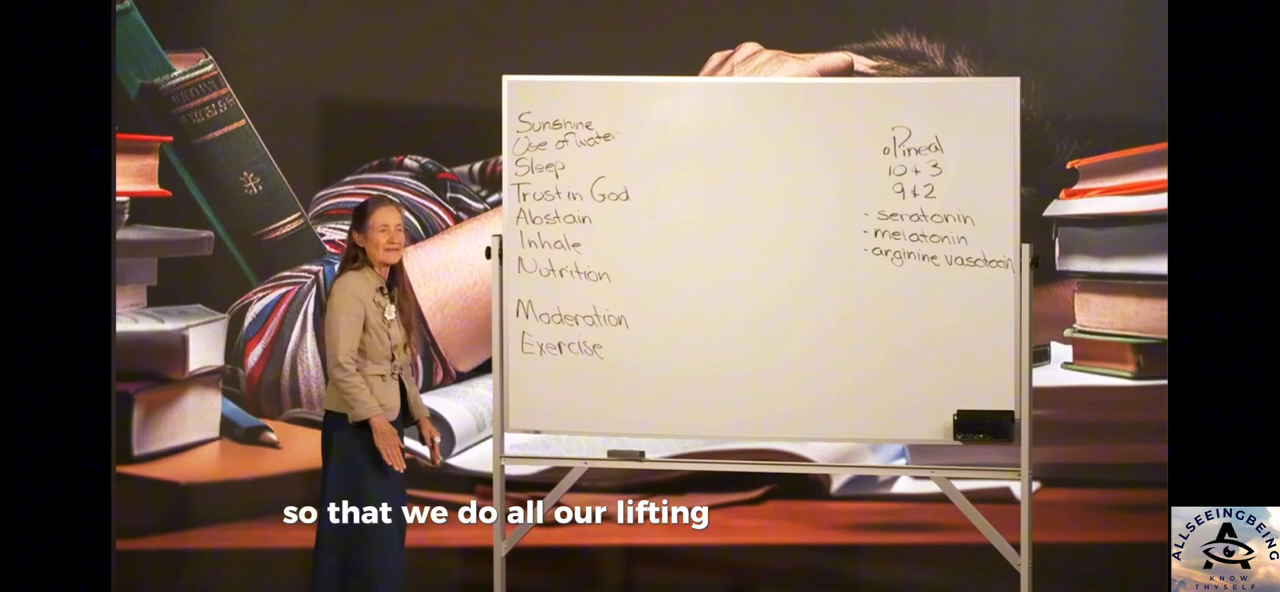 Sunshine
Use of water
Sleep
Trust in God
Abstain
Inhale
Nutrition
Moderation
Exercise
Pineal
10 + 3
9 + 2
- seratonin
- melatonin
- arginine vasotocin
so that we do all our lifting
ALLSEEINGBEING
KNOW
THYSELF